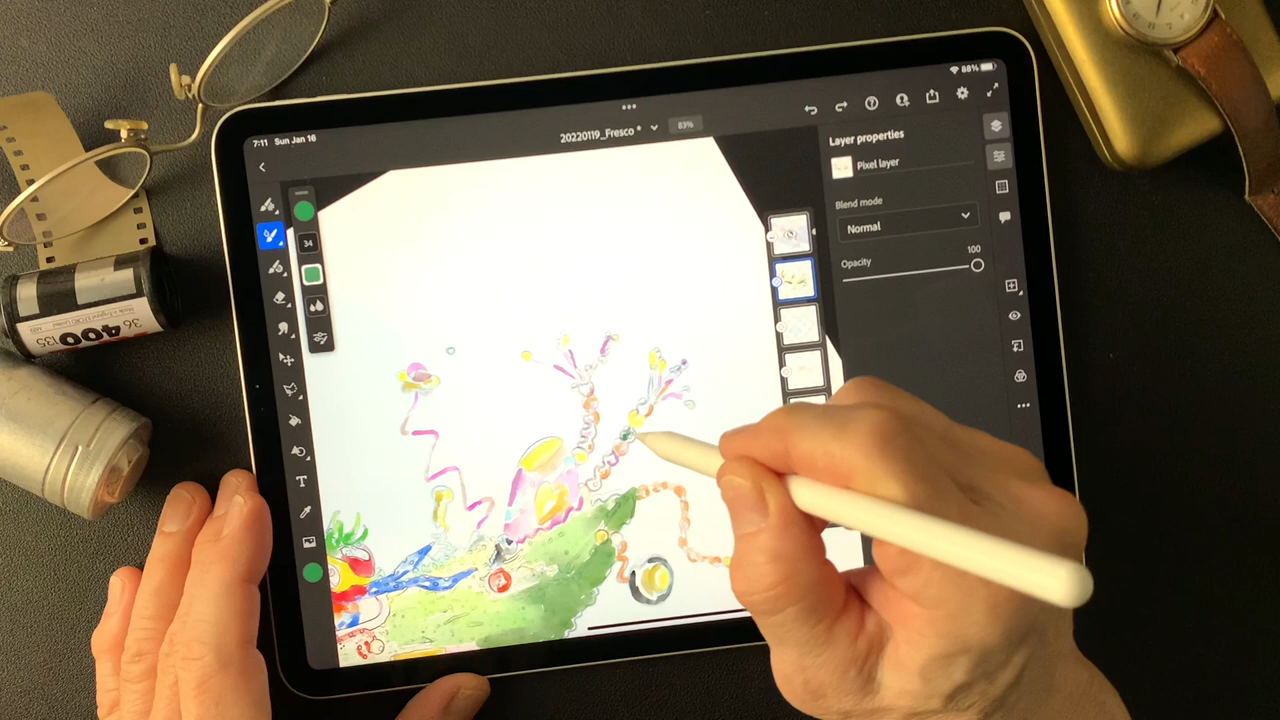 7:11 Sun Jan 16
88%
20220119_Fresco *
83%
Layer properties
Pixel layer
Blend mode
Normal
Opacity
100
34
T
400
135
36